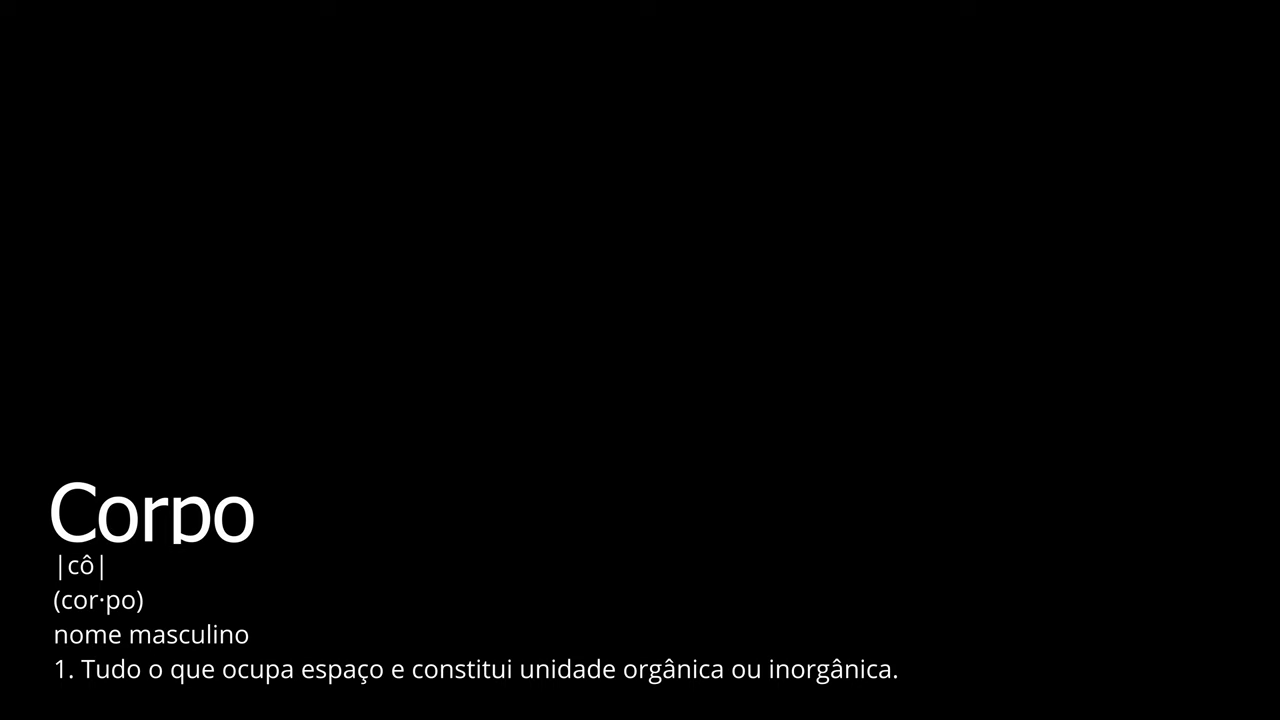 Corpo
|cô|
(cor·po)
nome masculino
1. Tudo o que ocupa espaço e constitui unidade orgânica ou inorgânica.